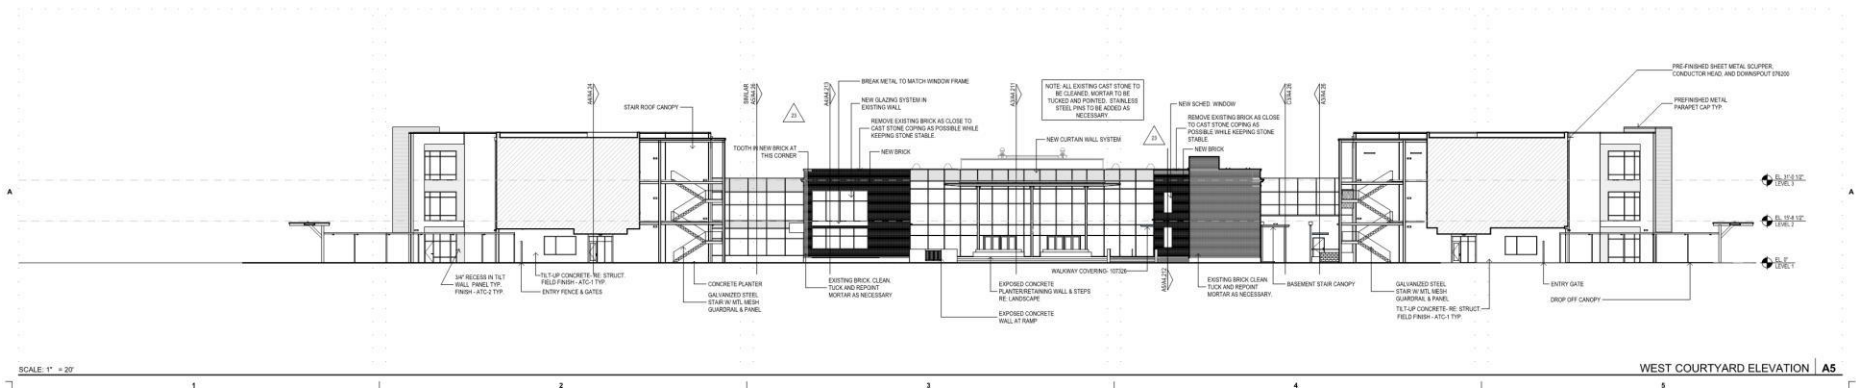 BREAK METAL TO MATCH WINDOW FRAME
NOTE: ALL EXISTING CAST STONE TO
BE CLEANED, MORTAR TO BE
TUCKED AND POINTED. STAINLESS
STEEL PINS TO BE ADDED AS
NECESSARY
PRE-FINISHED SHEET METAL SCUPPER,
CONDUCTOR HEAD, AND DOWNSPOUT 076200
PREFINISHED METAL
PARAPET CAP TYP.
STAIR ROOF CANOPY
SIMILAR
NEW GLAZING SYSTEM IN
EXISTING WALL
REMOVE EXISTING BRICK AS CLOSE TO
CAST STONE COPING AS POSSIBLE WHILE
KEEPING STONE STABLE.
NEW BRICK
TOOTH IN NEW BRICK AT
THIS CORNER
23
NEW CURTAIN WALL SYSTEM
23
NEW SCHED. WINDOW
REMOVE EXISTING BRICK AS CLOSE
TO CAST STONE COPING AS
POSSIBLE WHILE KEEPING STONE
STABLE.
NEW BRICK
A
A
EL. 31'-5 1/2"
LEVEL 3
EL. 15'-8 1/2"
LEVEL 2
EL. 0"
LEVEL 1
3/4" RECESS IN TILT
WALL PANEL TYP.
FINISH - ATC-2 TYP.
TILT-UP CONCRETE- RE: STRUCT.
FIELD FINISH - ATC-1 TYP.
ENTRY FENCE & GATES
CONCRETE PLANTER
GALVANIZED STEEL
STAIR W/ MTL MESH
GUARDRAIL & PANEL
EXISTING BRICK, CLEAN,
TUCK AND REPOINT
MORTAR AS NECESSARY
WALKWAY COVERING- 107326
EXPOSED CONCRETE
PLANTER/RETAINING WALL & STEPS
RE: LANDSCAPE
EXPOSED CONCRETE
WALL AT RAMP
EXISTING BRICK CLEAN,
TUCK AND REPOINT
MORTAR AS NECESSARY.
BASEMENT STAIR CANOPY
GALVANIZED STEEL
STAIR W/ MTL MESH
GUARDRAIL & PANEL
TILT-UP CONCRETE- RE: STRUCT.
FIELD FINISH - ATC-1 TYP.
ENTRY GATE
DROP OFF CANOPY
SCALE: 1" = 20'
WEST COURTYARD ELEVATION A5
1 2 3 4 5